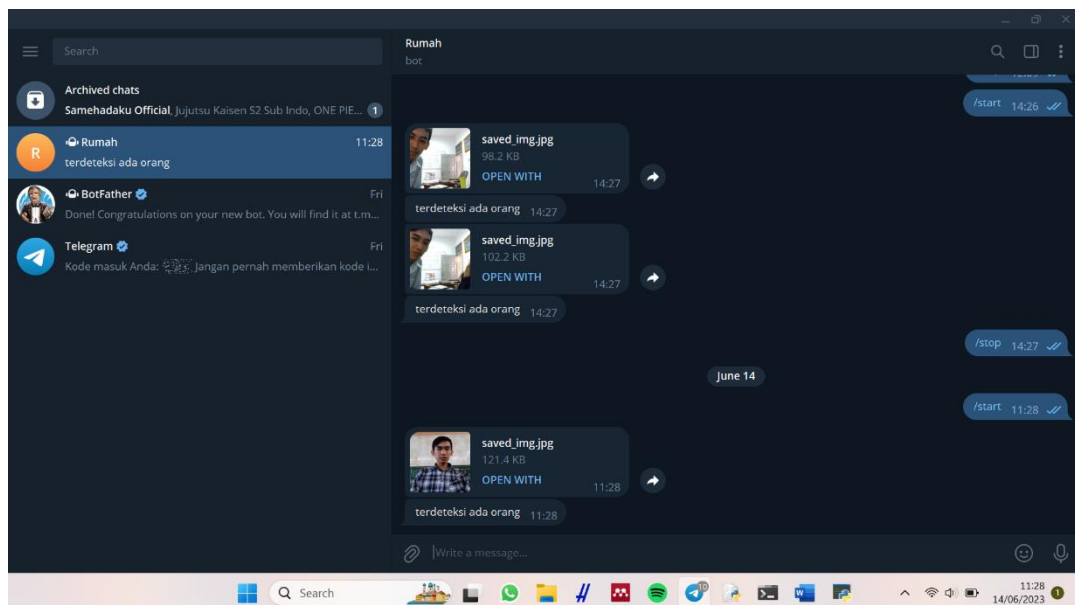 Search
Archived chats
Samehadaku Official, Jujutsu Kaisen S2 Sub Indo, ONE PIE... 1
R
Rumah 11:28
terdeteksi ada orang
BotFather Fri
Done! Congratulations on your new bot. You will find it at t.m...
Telegram Fri
Kode masuk Anda: Jangan pernah memberikan kode i...
Rumah
bot
/start 14:26
saved_img.jpg
98.2 KB
OPEN WITH 14:27
terdeteksi ada orang 14:27
saved_img.jpg
102.2 KB
OPEN WITH 14:27
terdeteksi ada orang 14:27
/stop 14:27
June 14
/start 11:28
saved_img.jpg
121.4 KB
OPEN WITH 11:28
terdeteksi ada orang 11:28
Write a message...
Search
10
11:28
14/06/2023
1